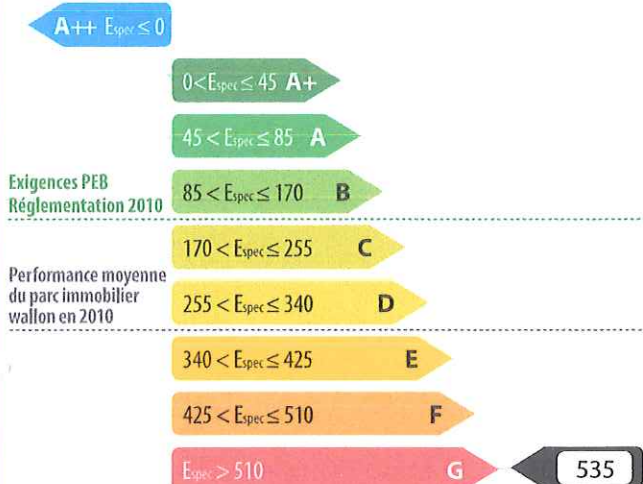 A++ Espec ≤ 0
0 < Espec ≤ 45 A+
45 < Espec ≤ 85 A
Exigences PEB
Réglementation 2010
85 < Espec ≤ 170 B
170 < Espec ≤ 255 C
Performance moyenne
du parc immobilier
wallon en 2010
255 < Espec ≤ 340 D
340 < Espec ≤ 425 E
425 < Espec ≤ 510 F
Espec > 510 G
535